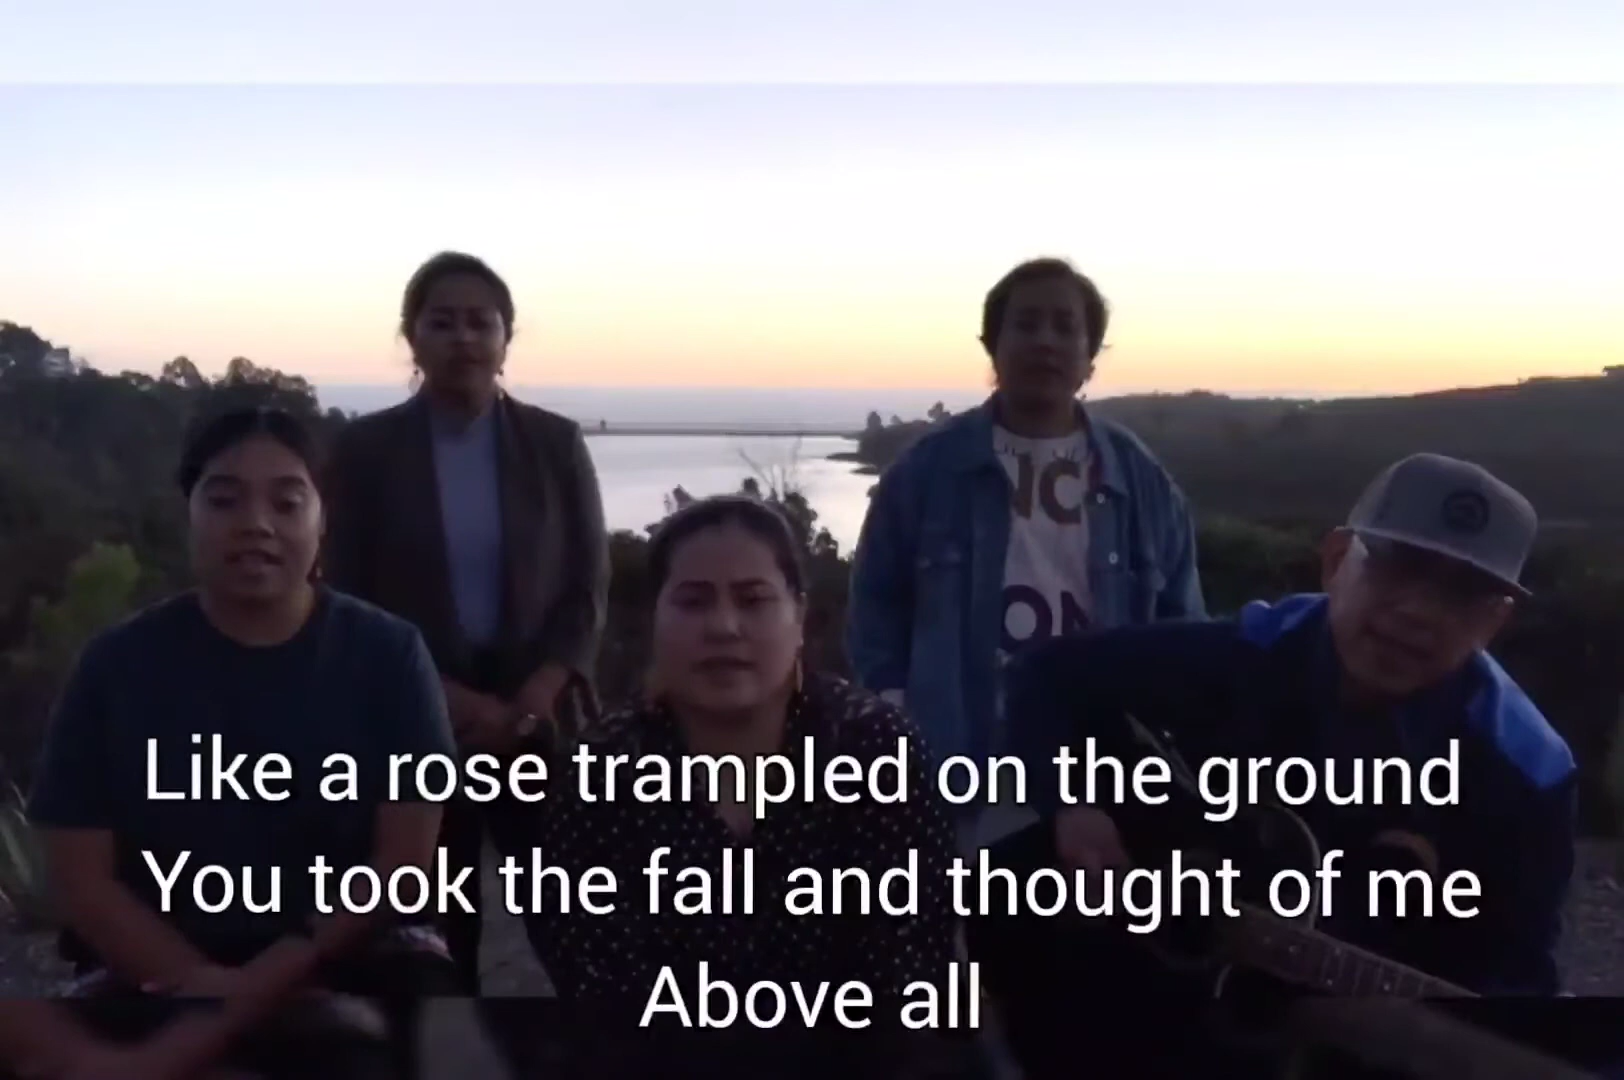 Like a rose trampled on the ground
You took the fall and thought of me
Above all